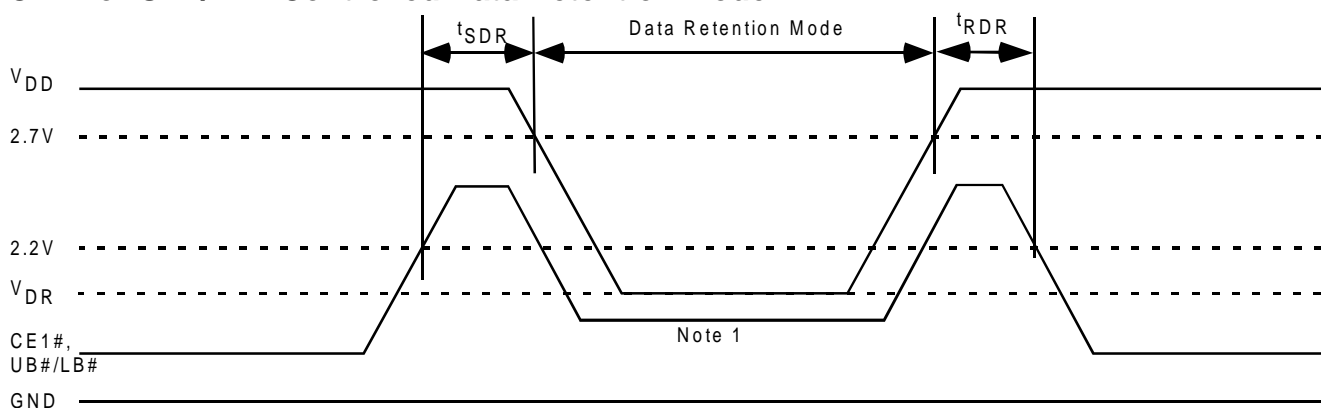 tSDR
Data Retention Mode
tRDR
VDD
2.7V
2.2V
VDR
Note 1
CE1#,
UB#/LB#
GND